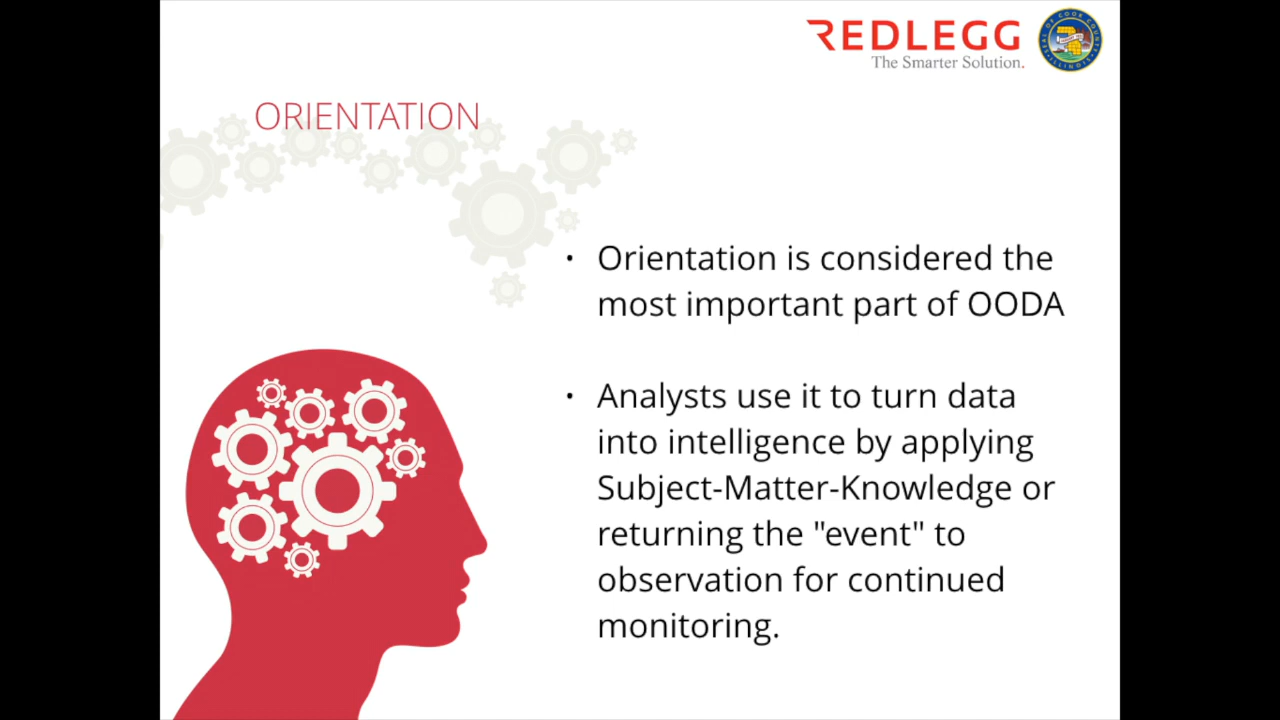 REDLEGG
The Smarter Solution.
ORIENTATION
• Orientation is considered the
most important part of OODA
• Analysts use it to turn data
into intelligence by applying
Subject-Matter-Knowledge or
returning the "event" to
observation for continued
monitoring.